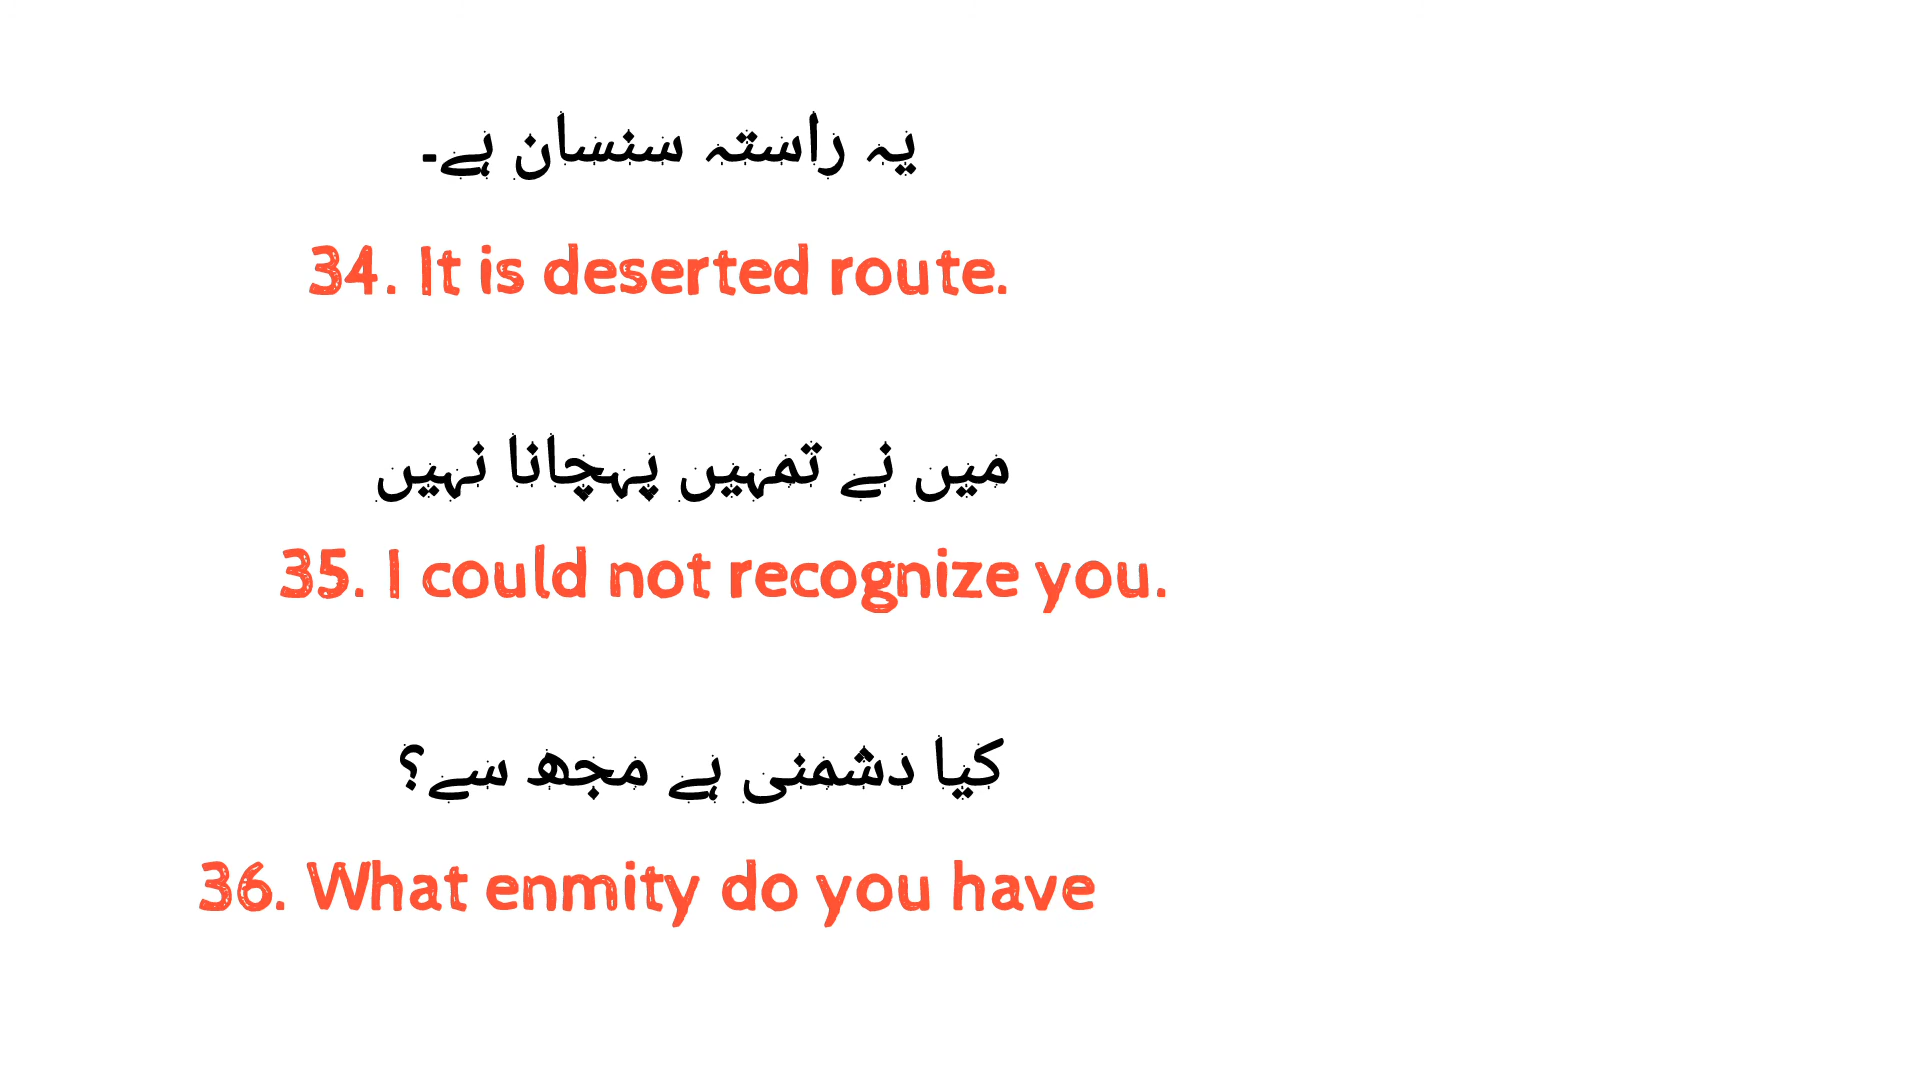 یہ راستہ سنسان ہے۔
34. It is deserted route.
میں نے تمہیں پہچانا نہیں
35. I could not recognize you.
کیا دشمنی ہے مجھ سے؟
36. What enmity do you have